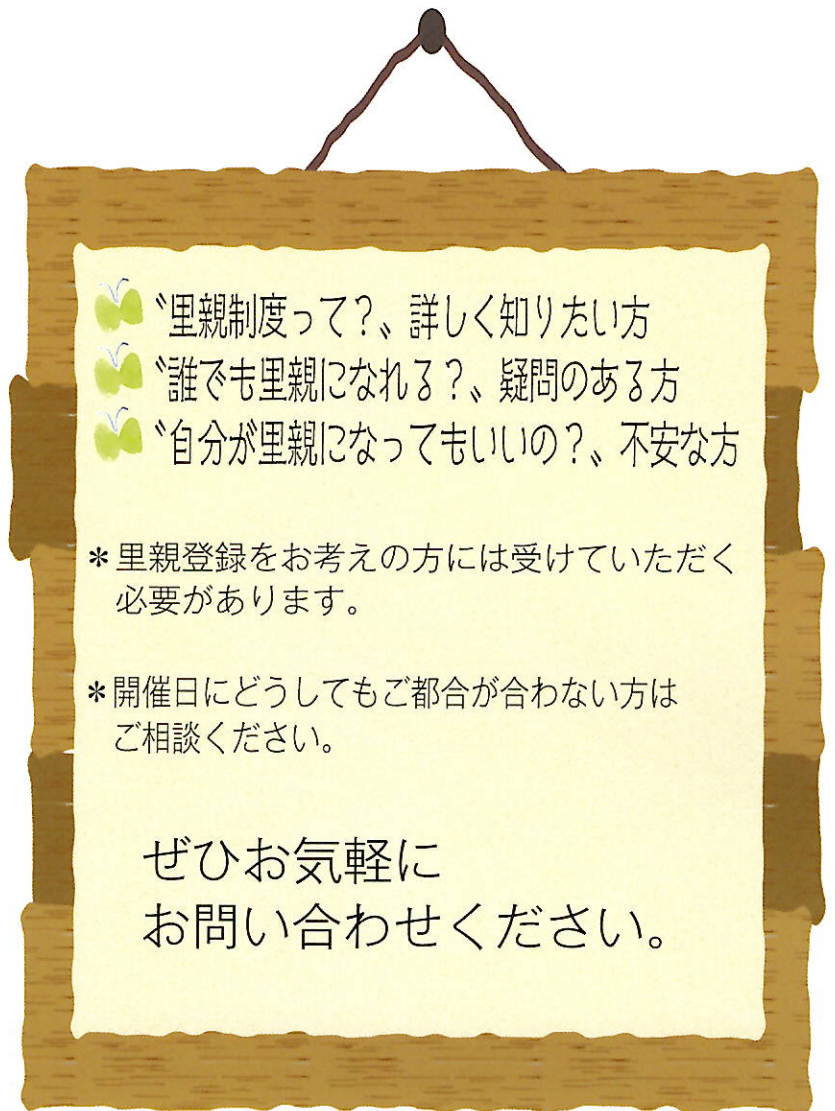 〝里親制度って？〟詳しく知りたい方
〝誰でも里親になれる？〟疑問のある方
〝自分が里親になってもいいの？〟不安な方
＊里親登録をお考えの方には受けていただく
必要があります。
＊開催日にどうしてもご都合が合わない方は
ご相談ください。
ぜひお気軽に
お問い合わせください。